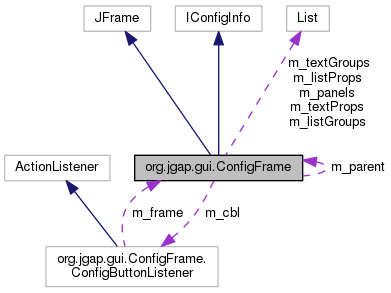 JFrame
IConfigInfo
List
m_textGroups
m_listProps
m_panels
m_textProps
m_listGroups
ActionListener
org.jgap.gui.ConfigFrame
m_parent
m_frame
m_cbl
org.jgap.gui.ConfigFrame.
ConfigButtonListener